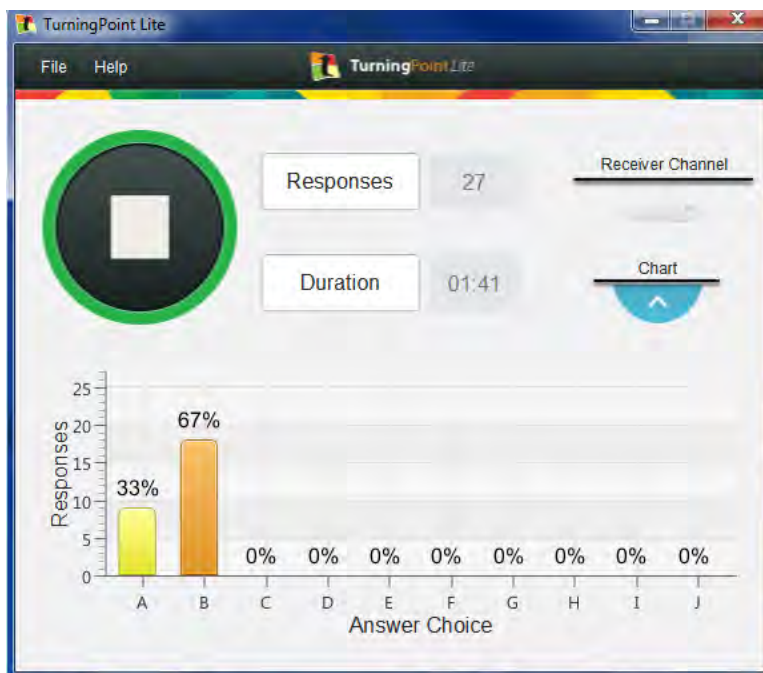 TurningPoint Lite
File Help
TurningPoint Lite
Responses 27 Receiver Channel
Duration 01:41 Chart
25
20
15
10
5
0
Responses
33% 67% 0% 0% 0% 0% 0% 0% 0% 0%
A B C D E F G H I J
Answer Choice